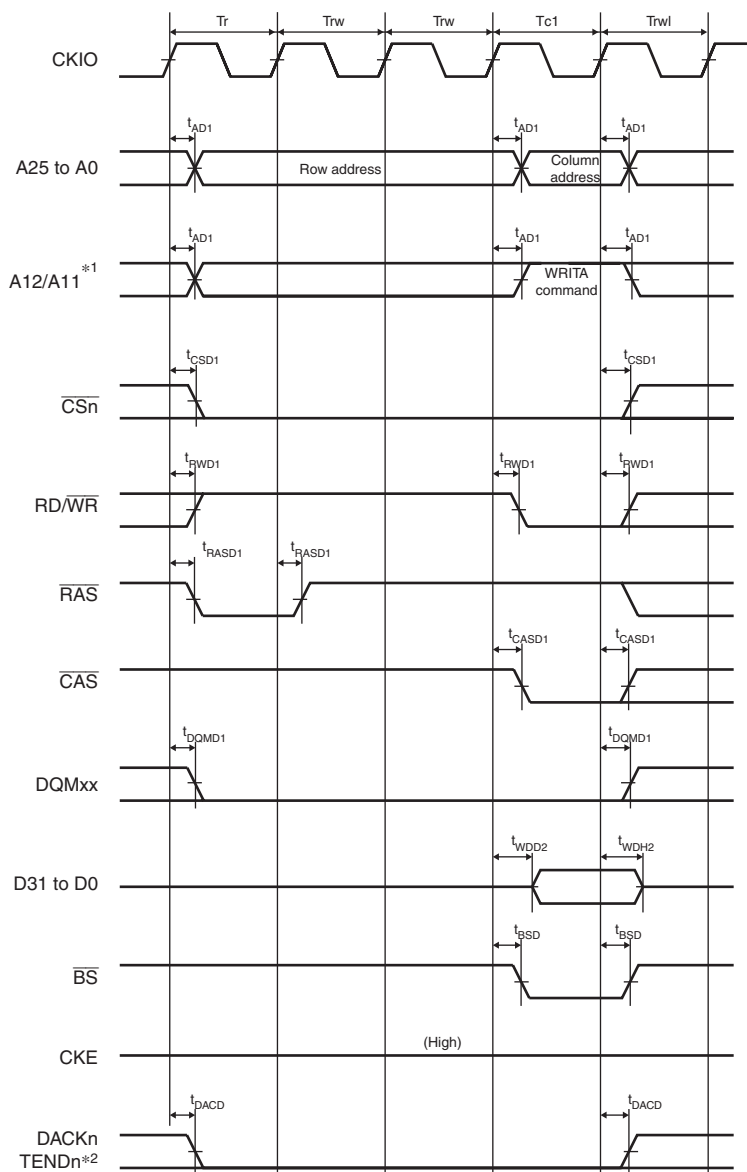 Tr Trw Trw Tc1 Trwl
CKIO
tAD1 tAD1 tAD1
A25 to A0 Row address Column address
tAD1 tAD1 tAD1
A12/A11*1 WRITA command
tCSD1 tCSD1
CSn
tRWD1 tRWD1 tRWD1
RD/WR
tRASD1 tRASD1
RAS
tCASD1 tCASD1
CAS
tDQMD1 tDQMD1
DQMxx
tWDD2 tWDH2
D31 to D0
tBSD tBSD
BS
(High)
CKE
tDACD tDACD
DACKn
TENDn*2